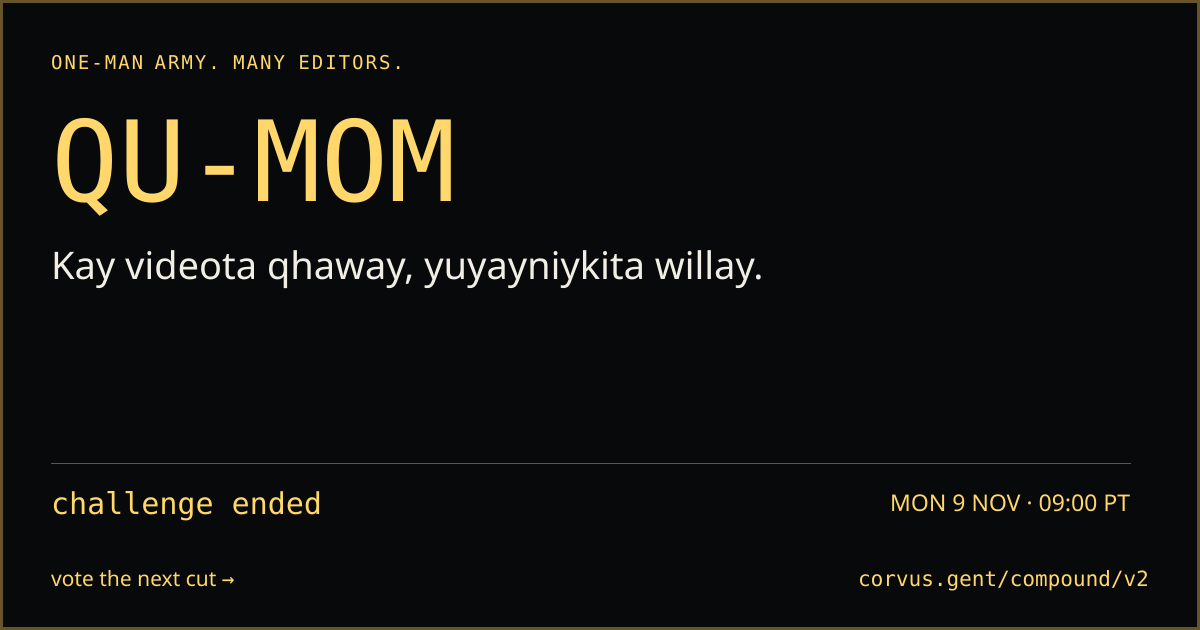 ONE-MAN ARMY. MANY EDITORS.
QU-MOM
Kay videota qhaway, yuyayniykita willay.
challenge ended
MON 9 NOV · 09:00 PT
vote the next cut →
corvus.gent/compound/v2